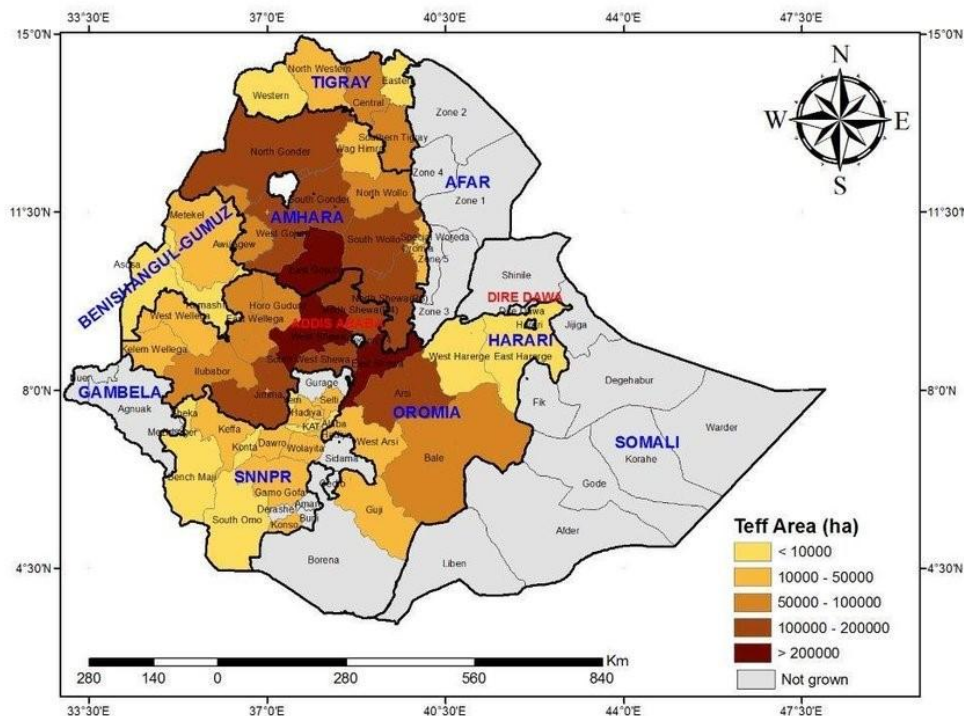 33°30'E 37°0'E 40°30'E 44°0'E 47°30'E
15°0'N 15°0'N
N
W E
S
North Western
TIGRAY
Eastern
Western
Central
Zone 2
Southern Tigray
North Gonder
Wag Himra
Zone 4
AFAR
North Wollo
Zone 1
South Gonder
11°30'N 11°30'N
Metekel
AMHARA
West Gojam
Awi/Agew
South Wollo
Special Woreda
Oromia
Zone 5
BENISHANGUL-GUMUZ
Asosa
East Gojam
Shinile
Kamashi
Horo Guduru
DIRE DAWA
Dire Dawa
Zone 3
West Wellega
East Wellega
ADDIS ABABA
Harari
Jijiga
HARARI
Kelem Wellega
South West Shewa
West Harerge East Harerge
Ilubabor
8°0'N 8°0'N
GAMBELA
Gurage
Arsi
Degehabur
Jimma
Agnuak
Fik
OROMIA
Hadiya
Warder
Keffa
KAT
SOMALI
Dawro
West Arsi
Korahe
Konta
Wolayita
Sidama
Bale
Bench Maji
SNNPR
Gode
Gamo Gofa
Derashe
Guji
South Omo
Konso
Afder
Borena
Liben
4°30'N 4°30'N
Teff Area (ha)
< 10000
10000 - 50000
50000 - 100000
100000 - 200000
> 200000
Not grown
Km
280 140 0 280 560 840
33°30'E 37°0'E 40°30'E 44°0'E 47°30'E